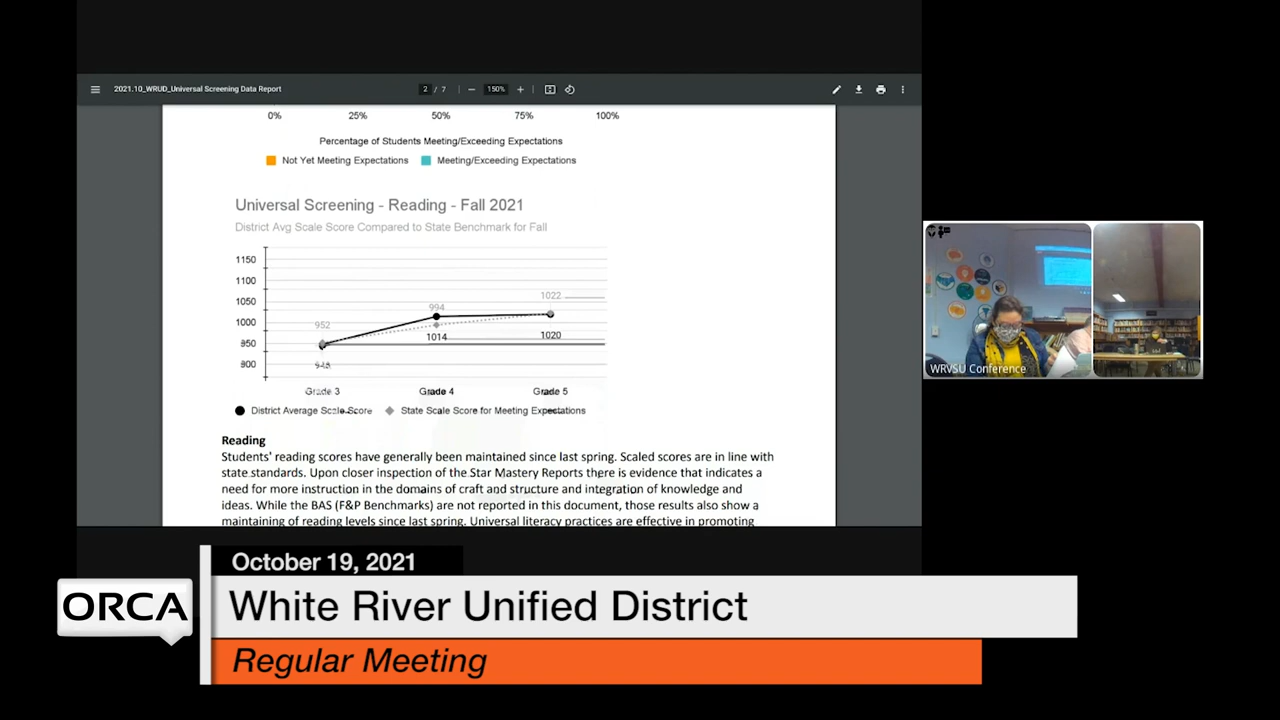 2021.10_WRUD_Universal Screening Data Report
2 / 7
150%
0% 25% 50% 75% 100%
Percentage of Students Meeting/Exceeding Expectations
Not Yet Meeting Expectations Meeting/Exceeding Expectations
Universal Screening - Reading - Fall 2021
District Avg Scale Score Compared to State Benchmark for Fall
1150
1100
1050
1000
950
900
952
994
1022
1014
1020
Grade 3 Grade 4 Grade 5
District Average Scale Score State Scale Score for Meeting Expectations
Reading
Students' reading scores have generally been maintained since last spring. Scaled scores are in line with
state standards. Upon closer inspection of the Star Mastery Reports there is evidence that indicates a
need for more instruction in the domains of craft and structure and integration of knowledge and
ideas. While the BAS (F&P Benchmarks) are not reported in this document, those results also show a
maintaining of reading levels since last spring. Universal literacy practices are effective in promoting
WRVSU Conference
October 19, 2021
ORCA
White River Unified District
Regular Meeting